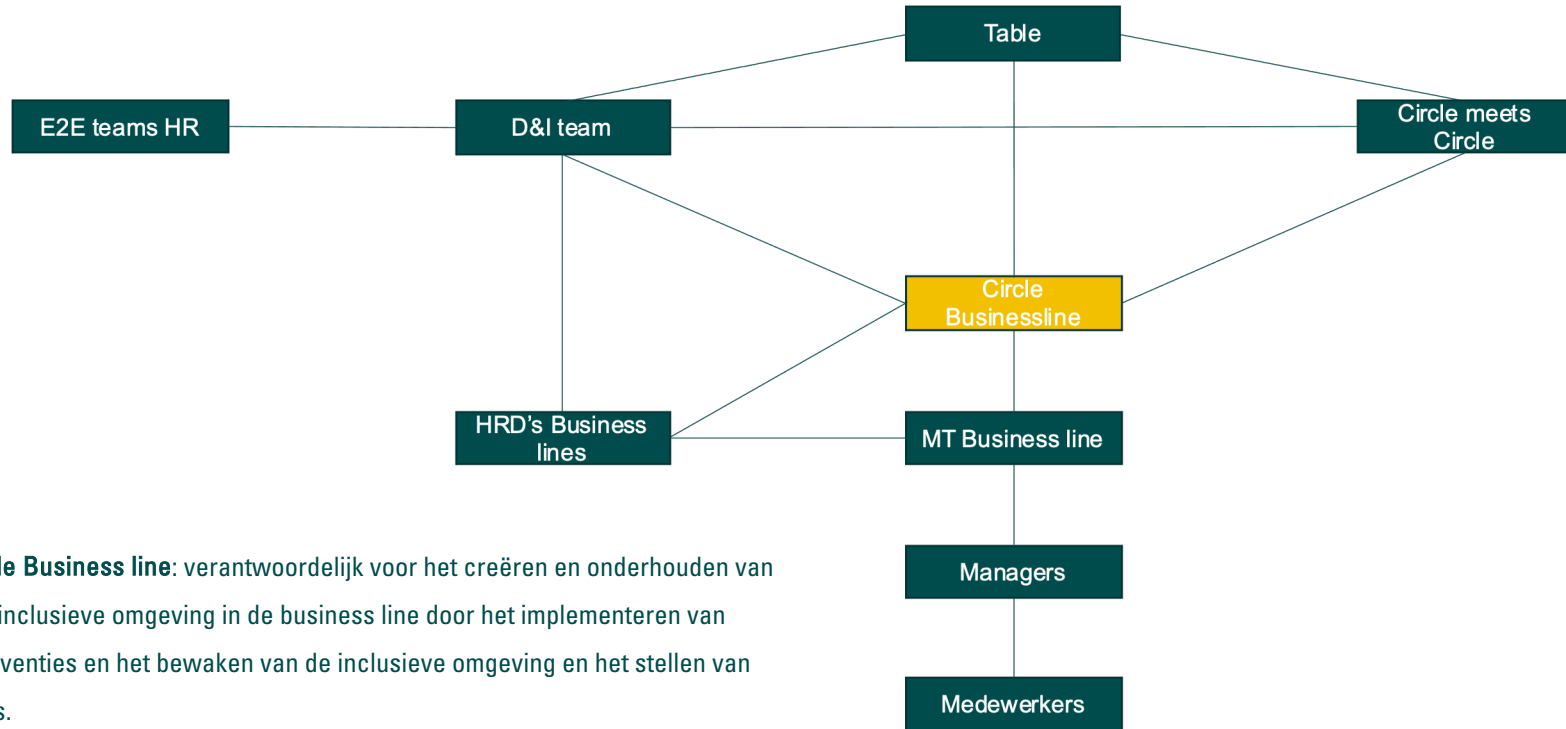 Table
E2E teams HR
D&I team
Circle meets
Circle
Circle
Businessline
HRD's Business
lines
MT Business line
Managers
Medewerkers
Business line: verantwoordelijk voor het creëren en onderhouden van
inclusieve omgeving in de business line door het implementeren van
en het bewaken van de inclusieve omgeving en het stellen van